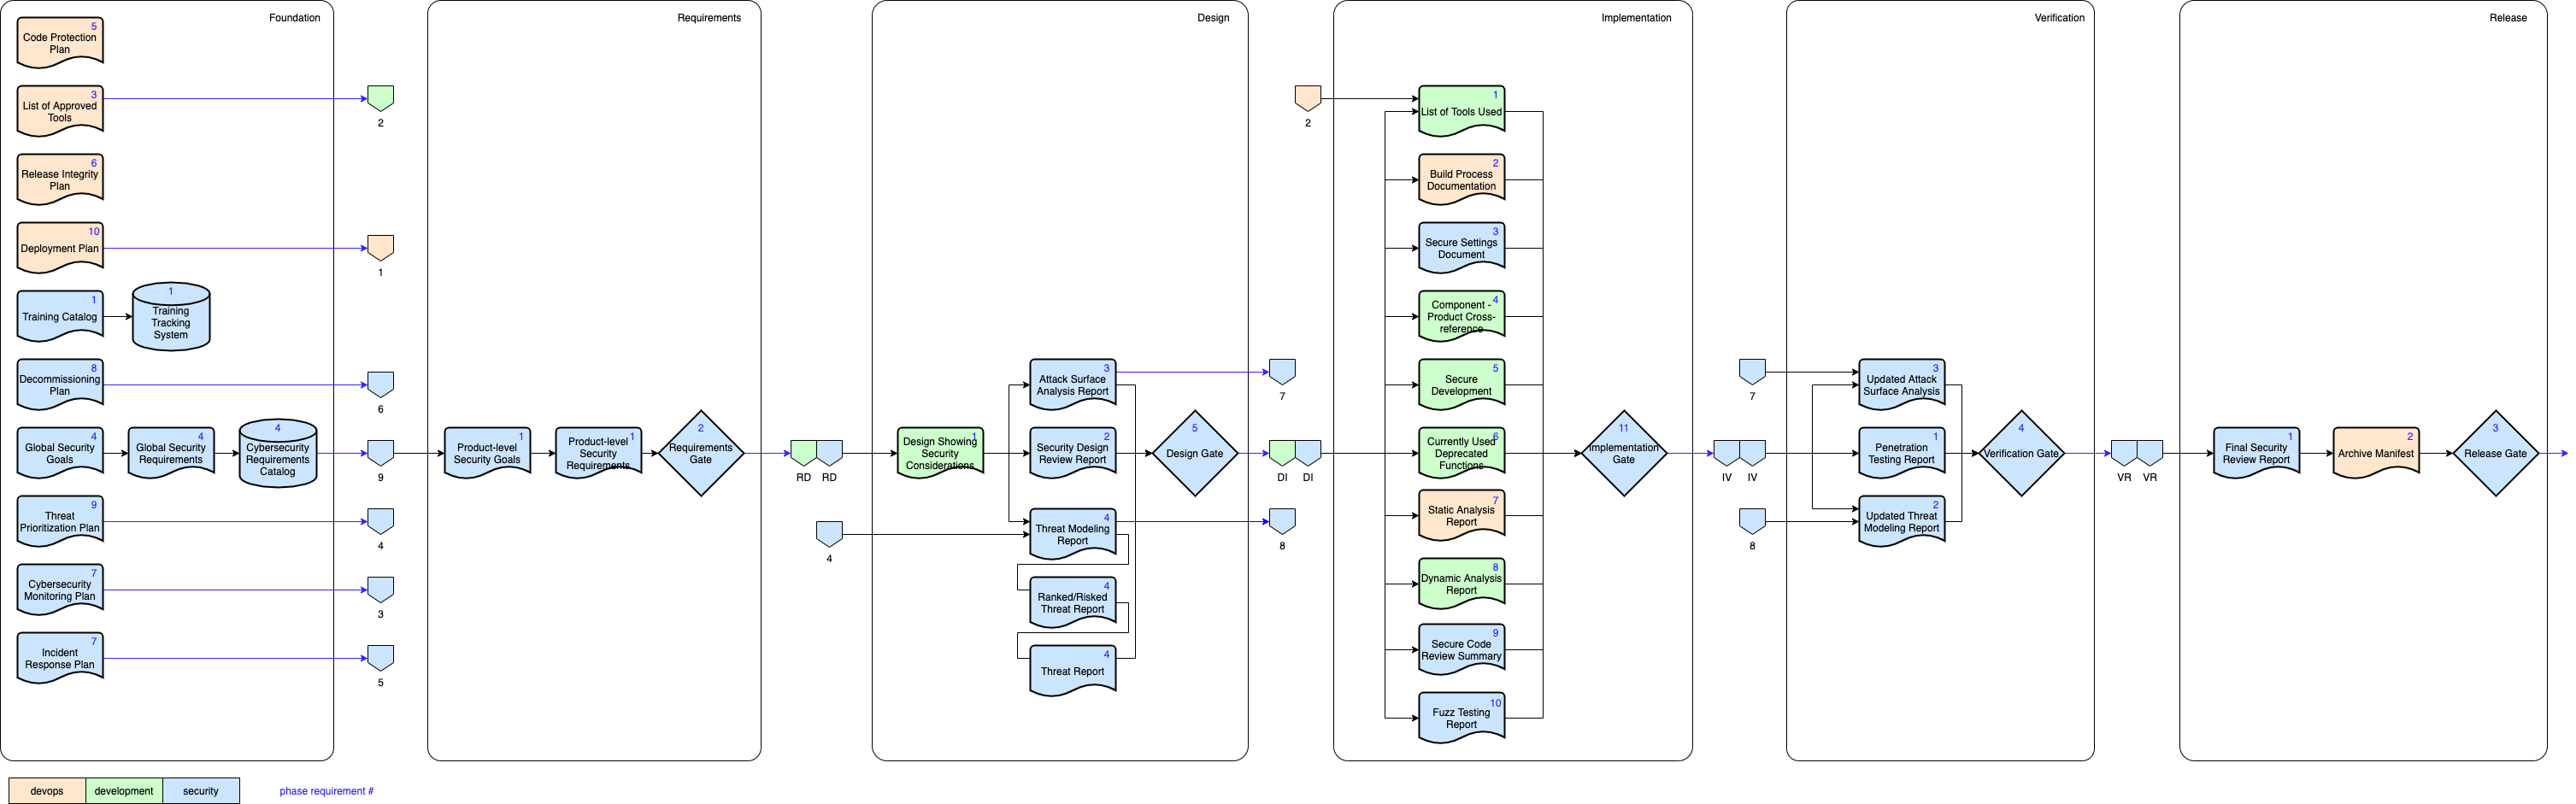 Foundation
5
Code Protection
Plan
3
List of Approved
Tools
2
6
Release Integrity
Plan
10
Deployment Plan
1
1
Training Catalog
1
Training
Tracking
System
8
Decommissioning
Plan
6
4
Global Security
Goals
4
Global Security
Requirements
4
Cybersecurity
Requirements
Catalog
9
9
Threat
Prioritization Plan
4
7
Cybersecurity
Monitoring Plan
3
7
Incident
Response Plan
5
Requirements
1
Product-level
Security Goals
1
Product-level
Security
Requirements
2
Requirements
Gate
RD
RD
Design
1
Design Showing
Security
Considerations
3
Attack Surface
Analysis Report
7
2
Security Design
Review Report
4
4
Threat Modeling
Report
8
4
Ranked/Risked
Threat Report
4
Threat Report
5
Design Gate
DI
DI
Implementation
2
1
List of Tools Used
2
Build Process
Documentation
3
Secure Settings
Document
4
Component -
Product Cross-
reference
5
Secure
Development
6
Currently Used
Deprecated
Functions
7
Static Analysis
Report
8
Dynamic Analysis
Report
9
Secure Code
Review Summary
10
Fuzz Testing
Report
11
Implementation
Gate
IV
IV
Verification
7
3
Updated Attack
Surface Analysis
1
Penetration
Testing Report
8
2
Updated Threat
Modeling Report
4
Verification Gate
VR
VR
Release
1
Final Security
Review Report
2
Archive Manifest
3
Release Gate
devops
development
security
phase requirement #